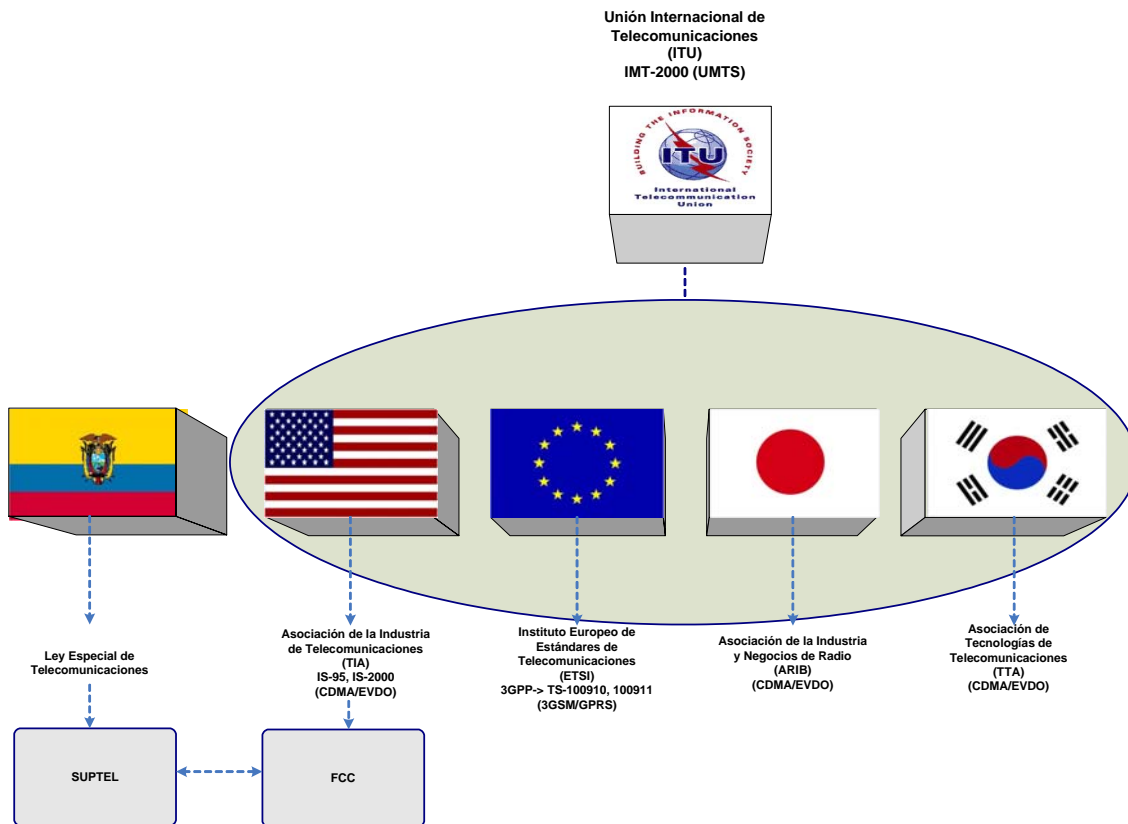 Unión Internacional de
Telecomunicaciones
(ITU)
IMT-2000 (UMTS)
BUILDING THE INFORMATION SOCIETY
ITU
International
Telecommunication
Union
Ley Especial de
Telecomunicaciones
Asociación de la Industria
de Telecomunicaciones
(TIA)
IS-95, IS-2000
(CDMA/EVDO)
Instituto Europeo de
Estándares de
Telecomunicaciones
(ETSI)
3GPP-> TS-100910, 100911
(3GSM/GPRS)
Asociación de la Industria
y Negocios de Radio
(ARIB)
(CDMA/EVDO)
Asociación de
Tecnologías de
Telecomunicaciones
(TTA)
(CDMA/EVDO)
SUPTEL
FCC